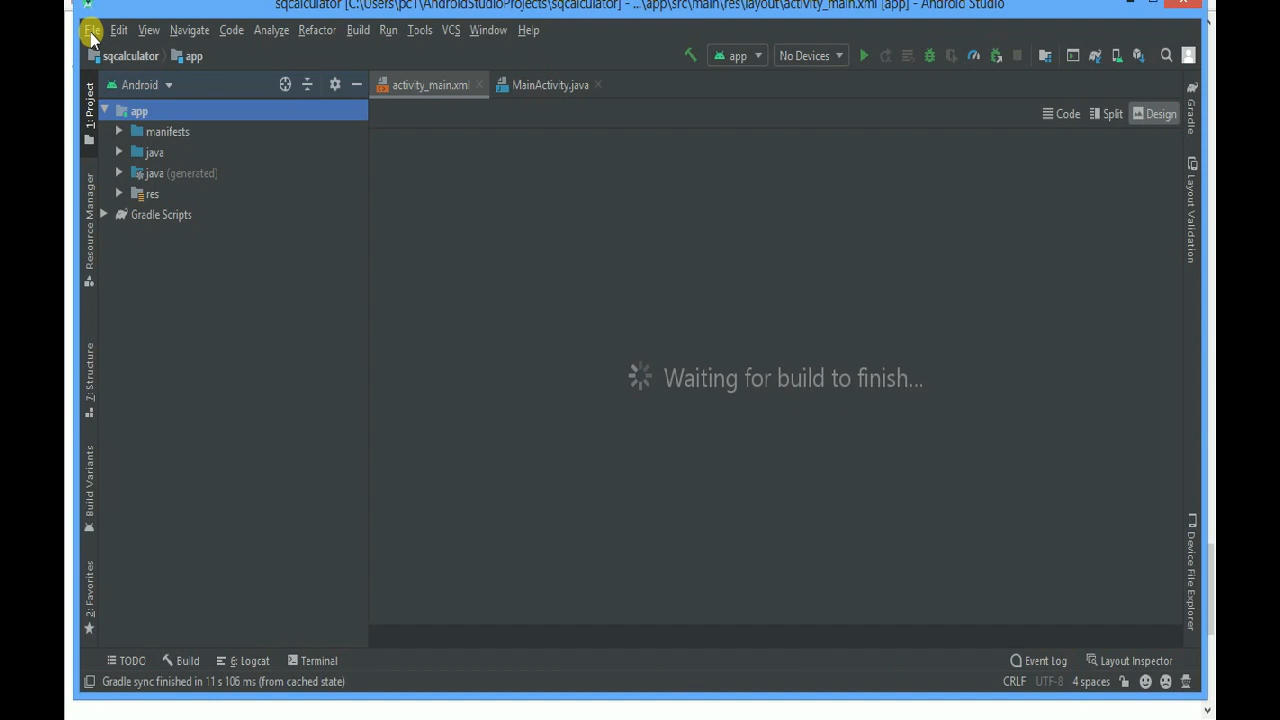 sqcalculator [C:\Users\pc1\AndroidStudioProjects\sqcalculator] - ...\app\src\main\res\layout\activity_main.xml [app] - Android Studio
File Edit View Navigate Code Analyze Refactor Build Run Tools VCS Window Help
sqcalculator app
app No Devices
Android
activity_main.xml MainActivity.java
Code Split Design
app
manifests
java
java (generated)
res
Gradle Scripts
1: Project
Resource Manager
7: Structure
Build Variants
2: Favorites
Waiting for build to finish...
Gradle
Layout Validation
Device File Explorer
TODO Build 6: Logcat Terminal
Event Log Layout Inspector
Gradle sync finished in 11 s 106 ms (from cached state)
CRLF UTF-8 4 spaces